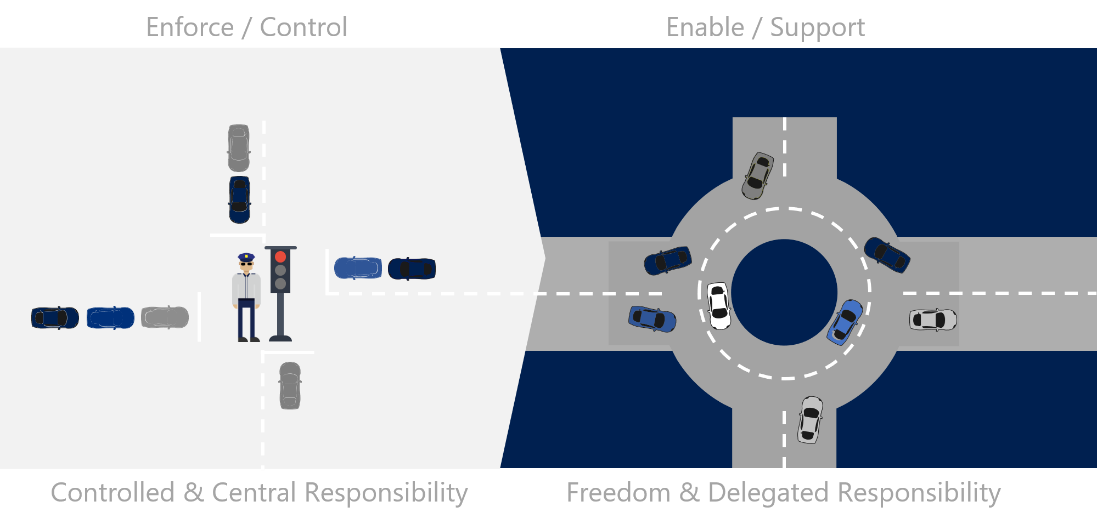 Enforce / Control
Enable / Support
Controlled & Central Responsibility
Freedom & Delegated Responsibility